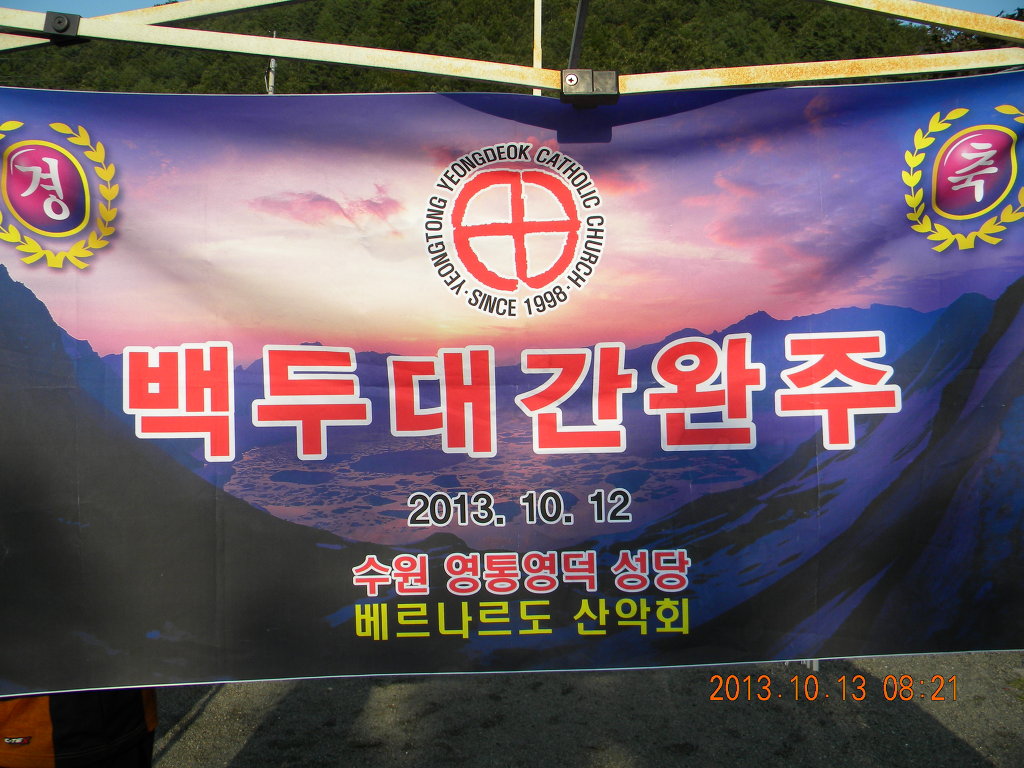 경 축
YEONGTONG YEONGDEOK CATHOLIC CHURCH
· SINCE 1998 ·
백두대간완주
2013. 10. 12
수원 영통영덕 성당
베르나르도 산악회
2013.10.13 08:21